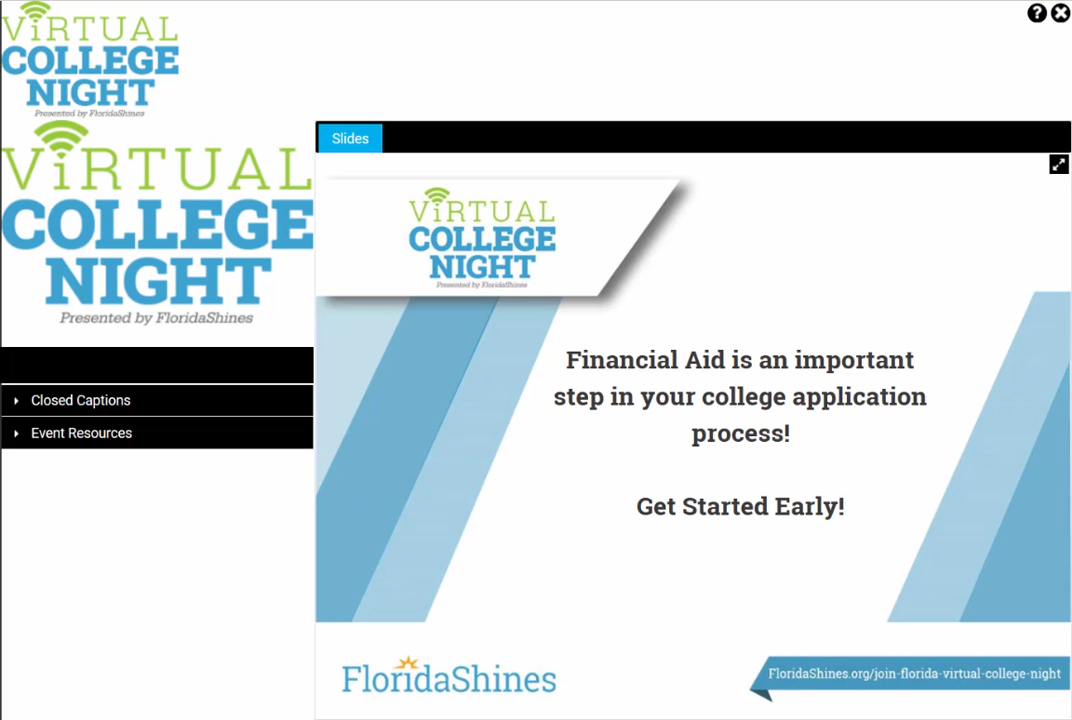 ViRTUAL
COLLEGE
NIGHT
Presented by FloridaShines
ViRTUAL
COLLEGE
NIGHT
Presented by FloridaShines
Closed Captions
Event Resources
?
Slides
ViRTUAL
COLLEGE
NIGHT
Presented by FloridaShines
Financial Aid is an important
step in your college application
process!
Get Started Early!
FloridaShines
FloridaShines.org/join-florida-virtual-college-night